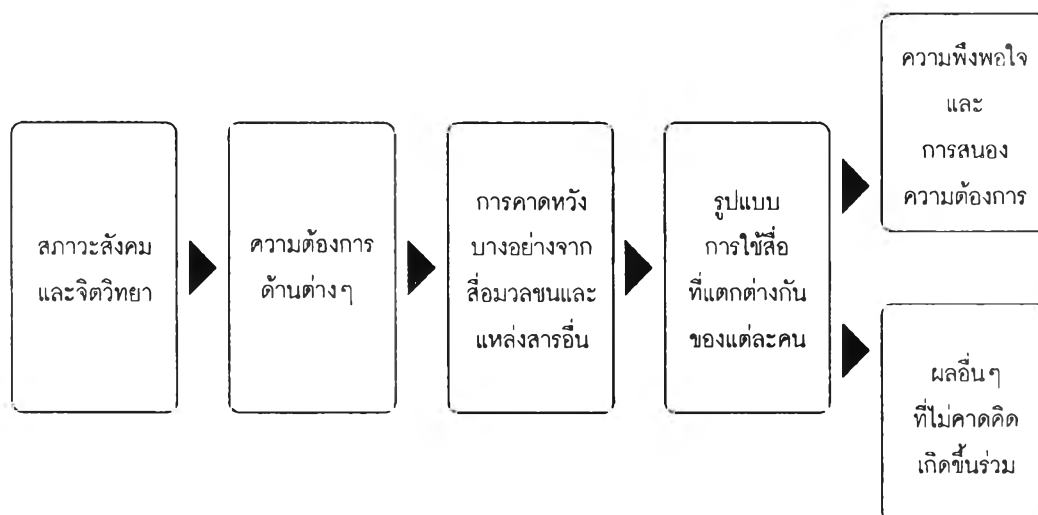 สภาวะสังคม
และจิตวิทยา
ความต้องการ
ด้านต่างๆ
การคาดหวัง
บางอย่างจาก
สื่อมวลชนและ
แหล่งสารอื่น
รูปแบบ
การใช้สื่อ
ที่แตกต่างกัน
ของแต่ละคน
ความพึงพอใจ
และ
การสนอง
ความต้องการ
ผลอื่นๆ
ที่ไม่คาดคิด
เกิดขึ้นร่วม